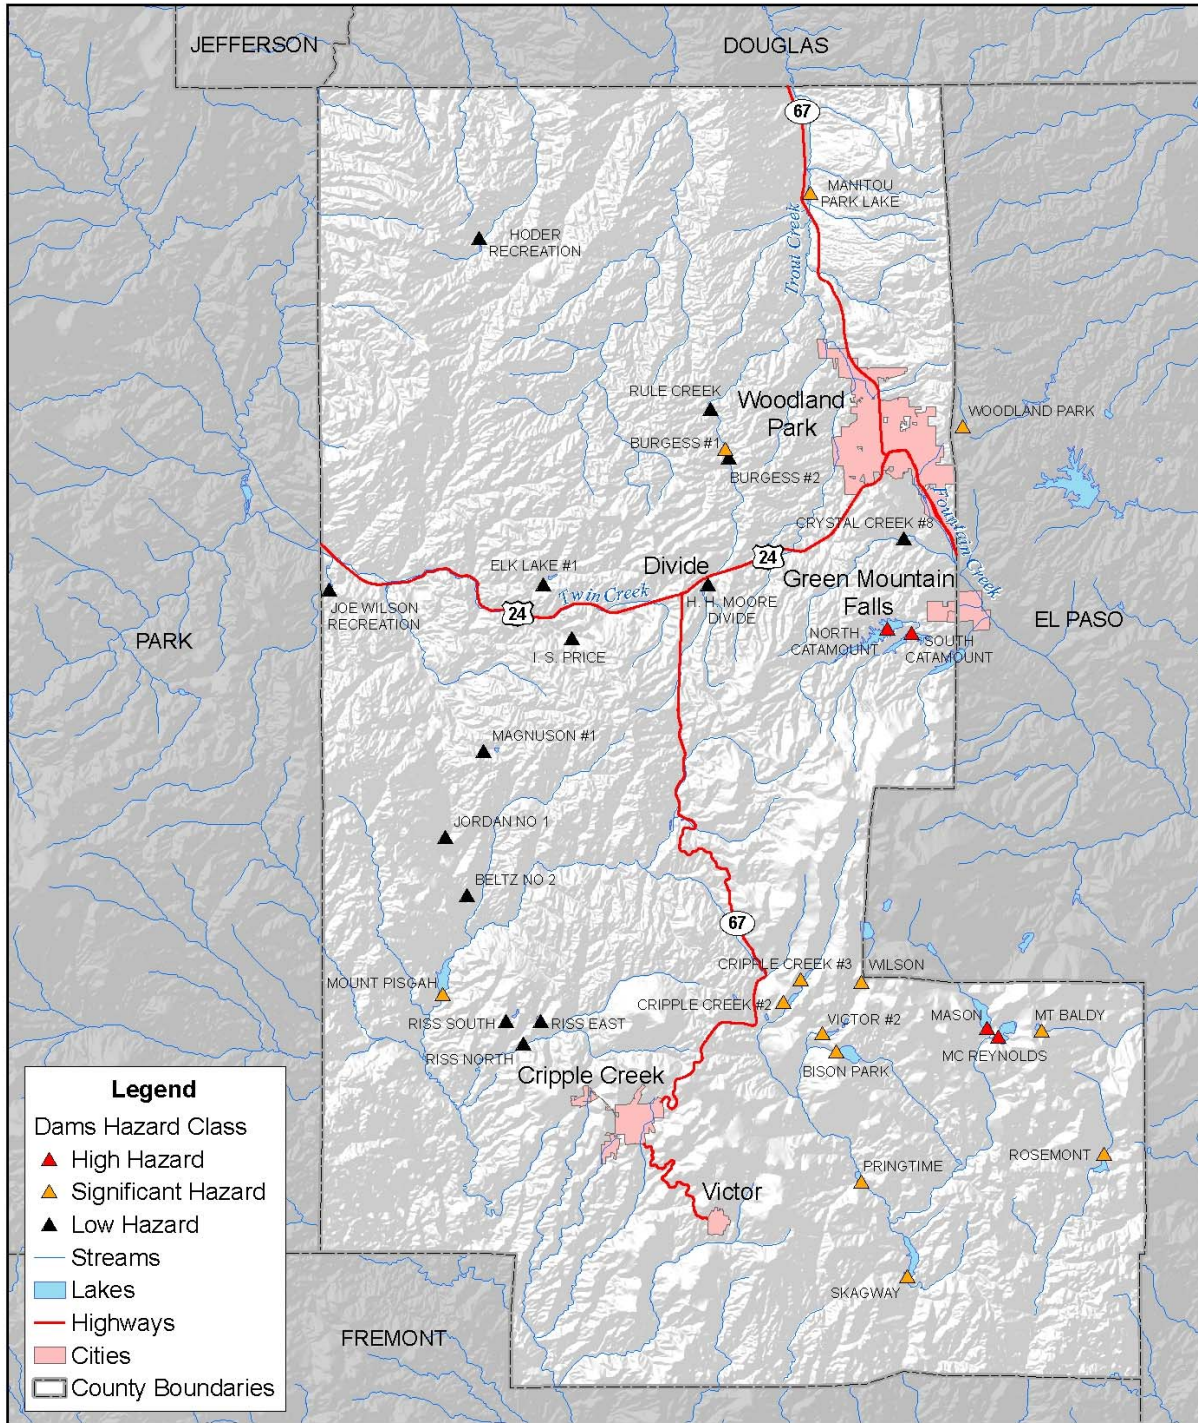 JEFFERSON
DOUGLAS
67
MANITOU
PARK LAKE
HODER
RECREATION
Trout Creek
RULE CREEK
Woodland
Park
WOODLAND PARK
BURGESS #1
BURGESS #2
Fountain Creek
CRYSTAL CREEK #8
ELK LAKE #1
Divide
24
Twin Creek
Green Mountain
Falls
JOE WILSON
RECREATION
24
H. H. MOORE
DIVIDE
EL PASO
PARK
I. S. PRICE
NORTH
CATAMOUNT
SOUTH
CATAMOUNT
MAGNUSON #1
JORDAN NO 1
BELTZ NO 2
67
CRIPPLE CREEK #3
WILSON
MOUNT PISGAH
CRIPPLE CREEK #2
RISS SOUTH
RISS EAST
VICTOR #2
MASON
MT BALDY
RISS NORTH
MC REYNOLDS
BISON PARK
Cripple Creek
ROSEMONT
PRINGTIME
Victor
SKAGWAY
FREMONT
Legend
Dams Hazard Class
High Hazard
Significant Hazard
Low Hazard
Streams
Lakes
Highways
Cities
County Boundaries